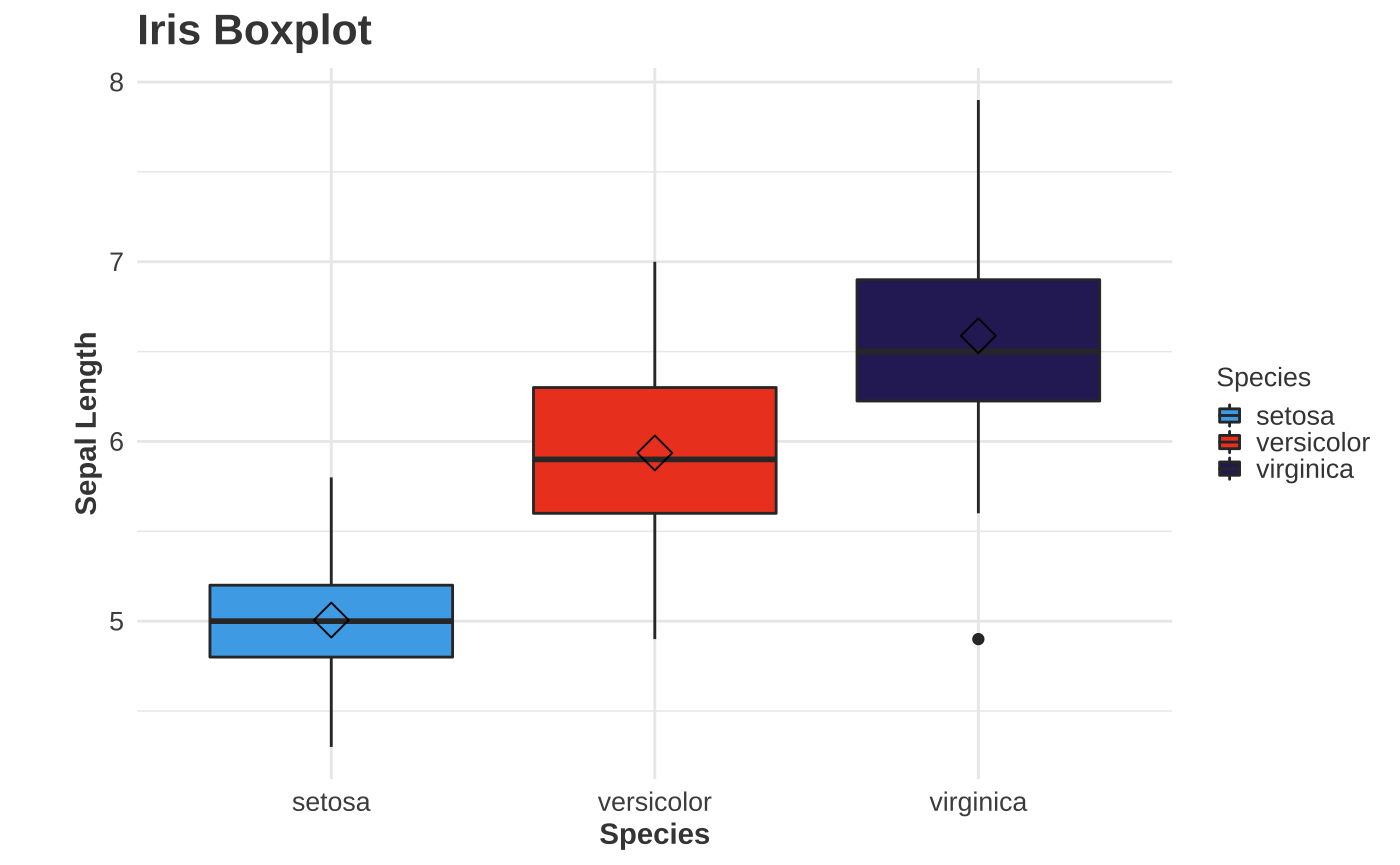 Iris Boxplot
8
7
6
5
Sepal Length
setosa
versicolor
virginica
Species
Species
setosa
versicolor
virginica